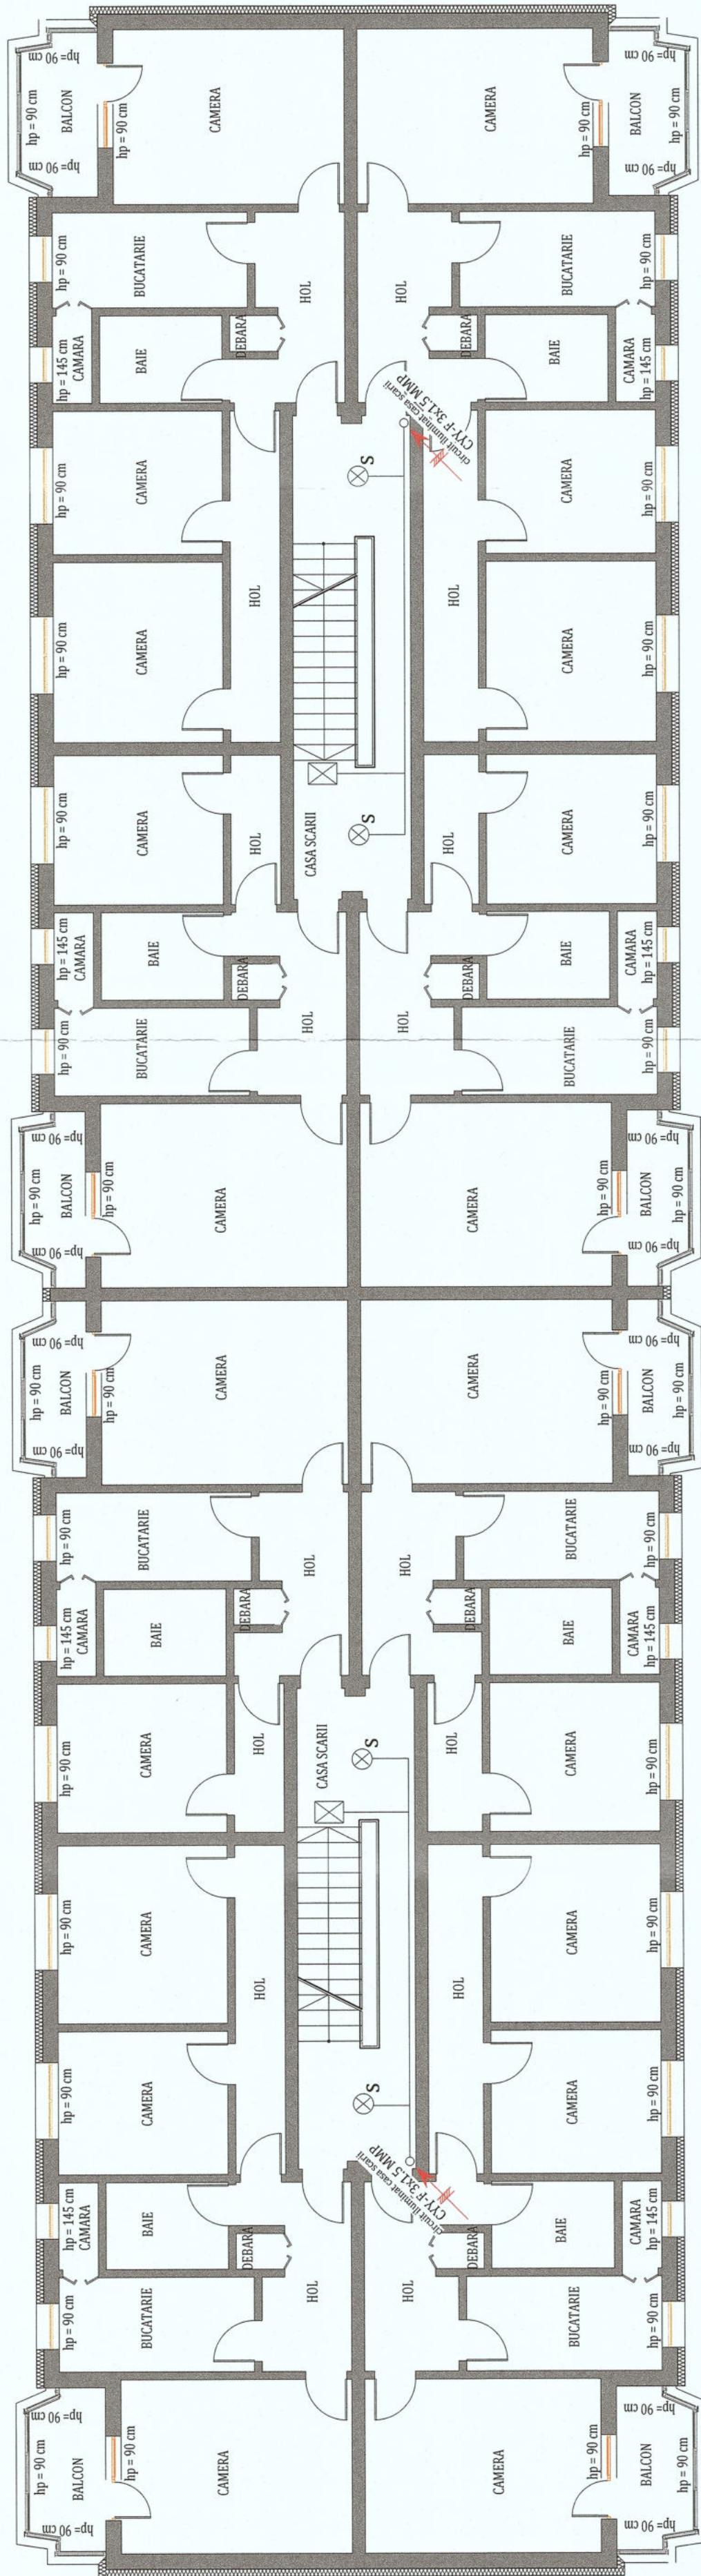 hp= 90 cm
hp = 90 cm
BALCON
hp= 90 cm
hp = 90 cm
CAMERA
CAMERA
hp = 90 cm
hp= 90 cm
BALCON
hp = 90 cm
hp= 90 cm
hp = 90 cm
BUCATARIE
HOL
HOL
BUCATARIE
hp = 90 cm
hp = 145 cm
CAMARA
BAIE
DEBARA
DEBARA
BAIE
CAMARA
hp = 145 cm
hp = 90 cm
CAMERA
circuit iluminat casa scarii
CYY-F 3x1.5 MMP
S
CAMERA
hp = 90 cm
hp = 90 cm
CAMERA
HOL
HOL
CAMERA
hp = 90 cm
hp = 90 cm
CAMERA
HOL
CASA SCARII
S
HOL
CAMERA
hp = 90 cm
hp = 145 cm
CAMARA
BAIE
DEBARA
DEBARA
BAIE
CAMARA
hp = 145 cm
hp = 90 cm
BUCATARIE
HOL
HOL
BUCATARIE
hp = 90 cm
hp= 90 cm
hp = 90 cm
BALCON
hp= 90 cm
hp = 90 cm
CAMERA
CAMERA
hp = 90 cm
hp= 90 cm
BALCON
hp = 90 cm
hp= 90 cm
hp= 90 cm
hp = 90 cm
BALCON
hp= 90 cm
hp = 90 cm
CAMERA
CAMERA
hp = 90 cm
hp= 90 cm
BALCON
hp = 90 cm
hp= 90 cm
hp = 90 cm
BUCATARIE
HOL
HOL
BUCATARIE
hp = 90 cm
hp = 145 cm
CAMARA
BAIE
DEBARA
DEBARA
BAIE
CAMARA
hp = 145 cm
hp = 90 cm
CAMERA
HOL
CASA SCARII
S
HOL
CAMERA
hp = 90 cm
hp = 90 cm
CAMERA
HOL
HOL
CAMERA
hp = 90 cm
hp = 90 cm
CAMERA
S
circuit iluminat casa scarii
CYY-F 3x1.5 MMP
CAMERA
hp = 90 cm
hp = 145 cm
CAMARA
BAIE
DEBARA
DEBARA
BAIE
CAMARA
hp = 145 cm
hp = 90 cm
BUCATARIE
HOL
HOL
BUCATARIE
hp = 90 cm
hp= 90 cm
hp = 90 cm
BALCON
hp= 90 cm
hp = 90 cm
CAMERA
CAMERA
hp = 90 cm
hp= 90 cm
BALCON
hp = 90 cm
hp= 90 cm